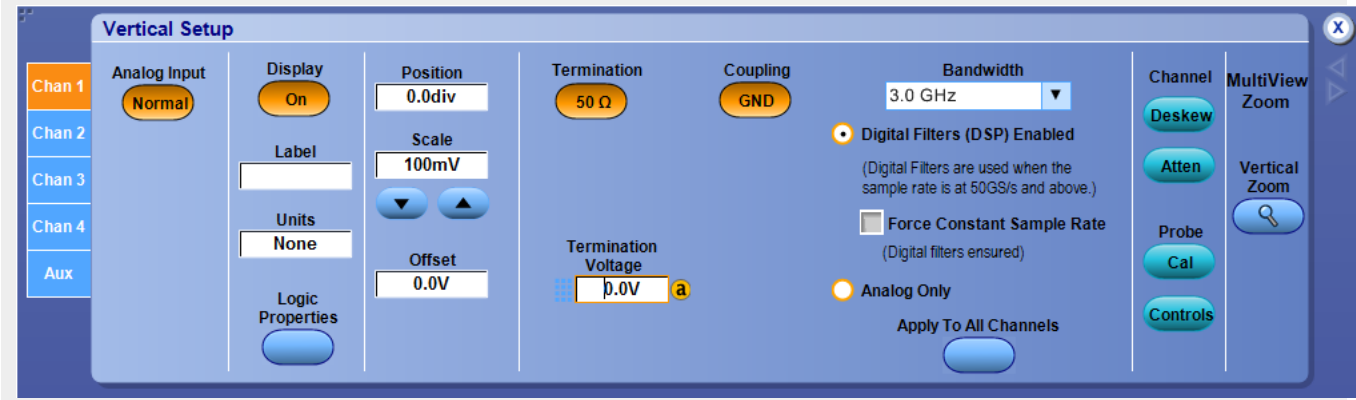 Vertical Setup
X
Chan 1
Chan 2
Chan 3
Chan 4
Aux
Analog Input
Normal
Display
On
Label
Units
None
Logic
Properties
Position
0.0div
Scale
100mV
Offset
0.0V
Termination
50 Ω
Termination
Voltage
0.0V
a
Coupling
GND
Bandwidth
3.0 GHz
Digital Filters (DSP) Enabled
(Digital Filters are used when the
sample rate is at 50GS/s and above.)
Force Constant Sample Rate
(Digital filters ensured)
Analog Only
Apply To All Channels
Channel
Deskew
Atten
Probe
Cal
Controls
MultiView
Zoom
Vertical
Zoom